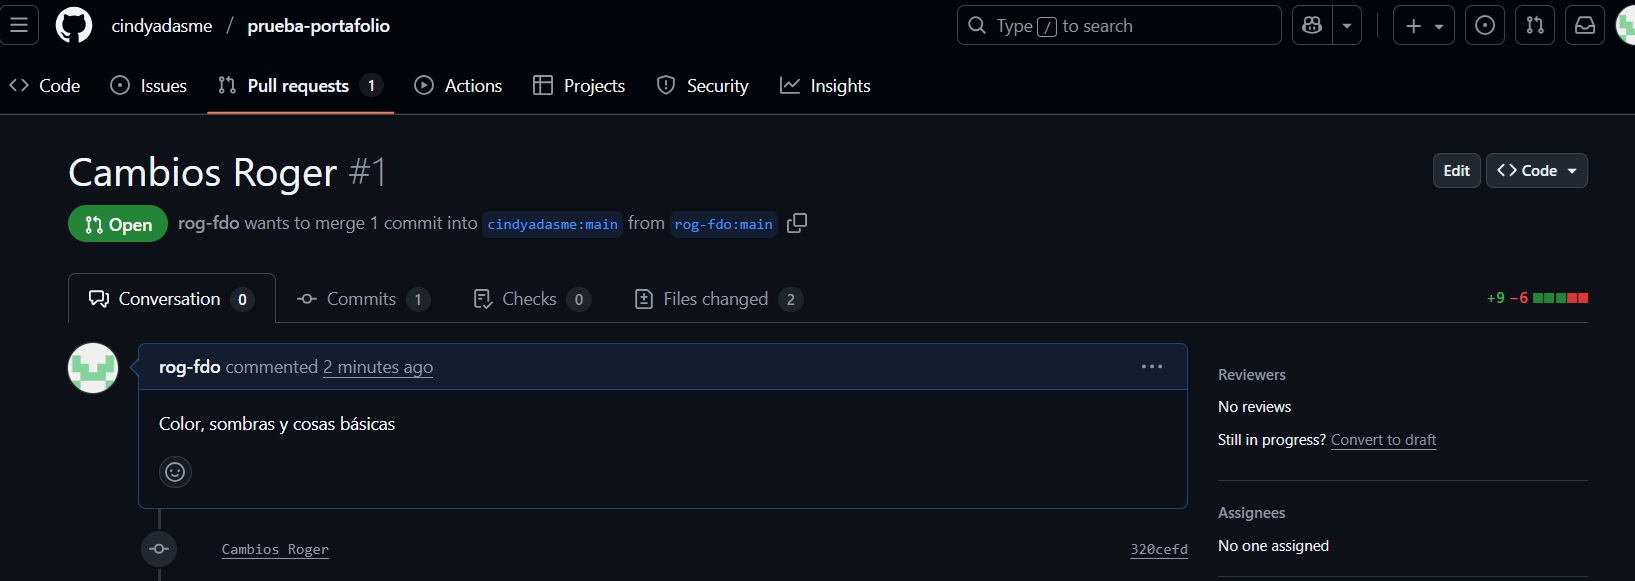 cindyadasme / prueba-portafolio
Type / to search
Code Issues Pull requests 1 Actions Projects Security Insights
Cambios Roger #1
Edit Code
Open rog-fdo wants to merge 1 commit into cindyadasme:main from rog-fdo:main
Conversation 0 Commits 1 Checks 0 Files changed 2 +9 −6
rog-fdo commented 2 minutes ago
Color, sombras y cosas básicas
Cambios Roger 320cefd
Reviewers
No reviews
Still in progress? Convert to draft
Assignees
No one assigned